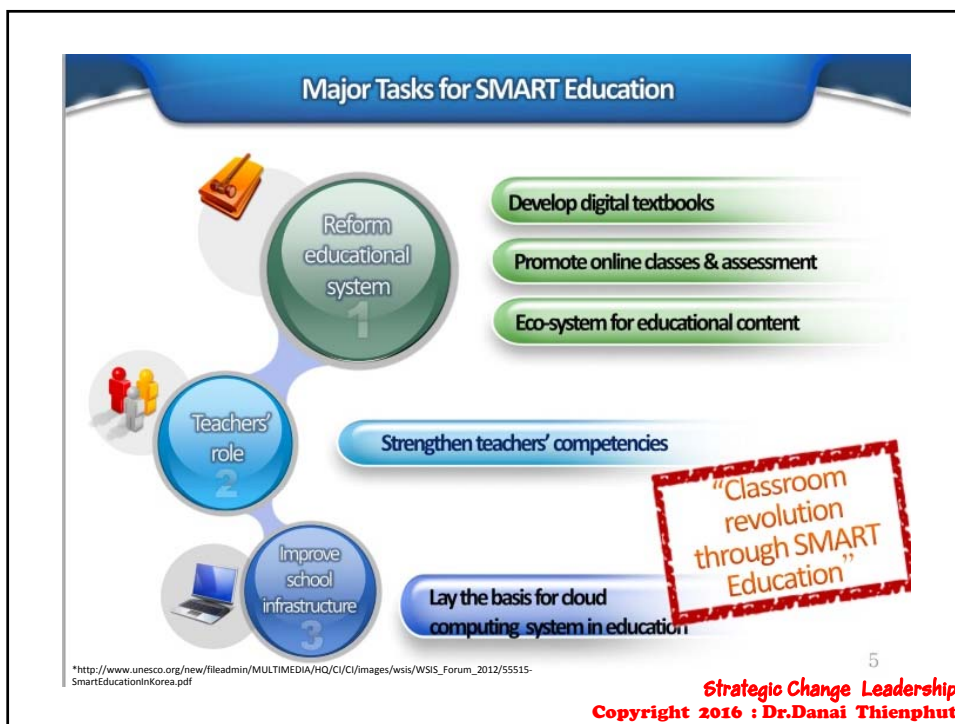 Major Tasks for SMART Education
Reform
educational
system
1
Develop digital textbooks
Promote online classes & assessment
Eco-system for educational content
Teachers'
role
2
Strengthen teachers' competencies
Improve
school
infrastructure
3
Lay the basis for cloud
computing system in education
"Classroom
revolution
through SMART
Education"
5
*http://www.unesco.org/new/fileadmin/MULTIMEDIA/HQ/CI/CI/images/wsis/WSIS_Forum_2012/55515-
SmartEducationInKorea.pdf
Strategic Change Leadership
Copyright 2016 : Dr.Danai Thienphut